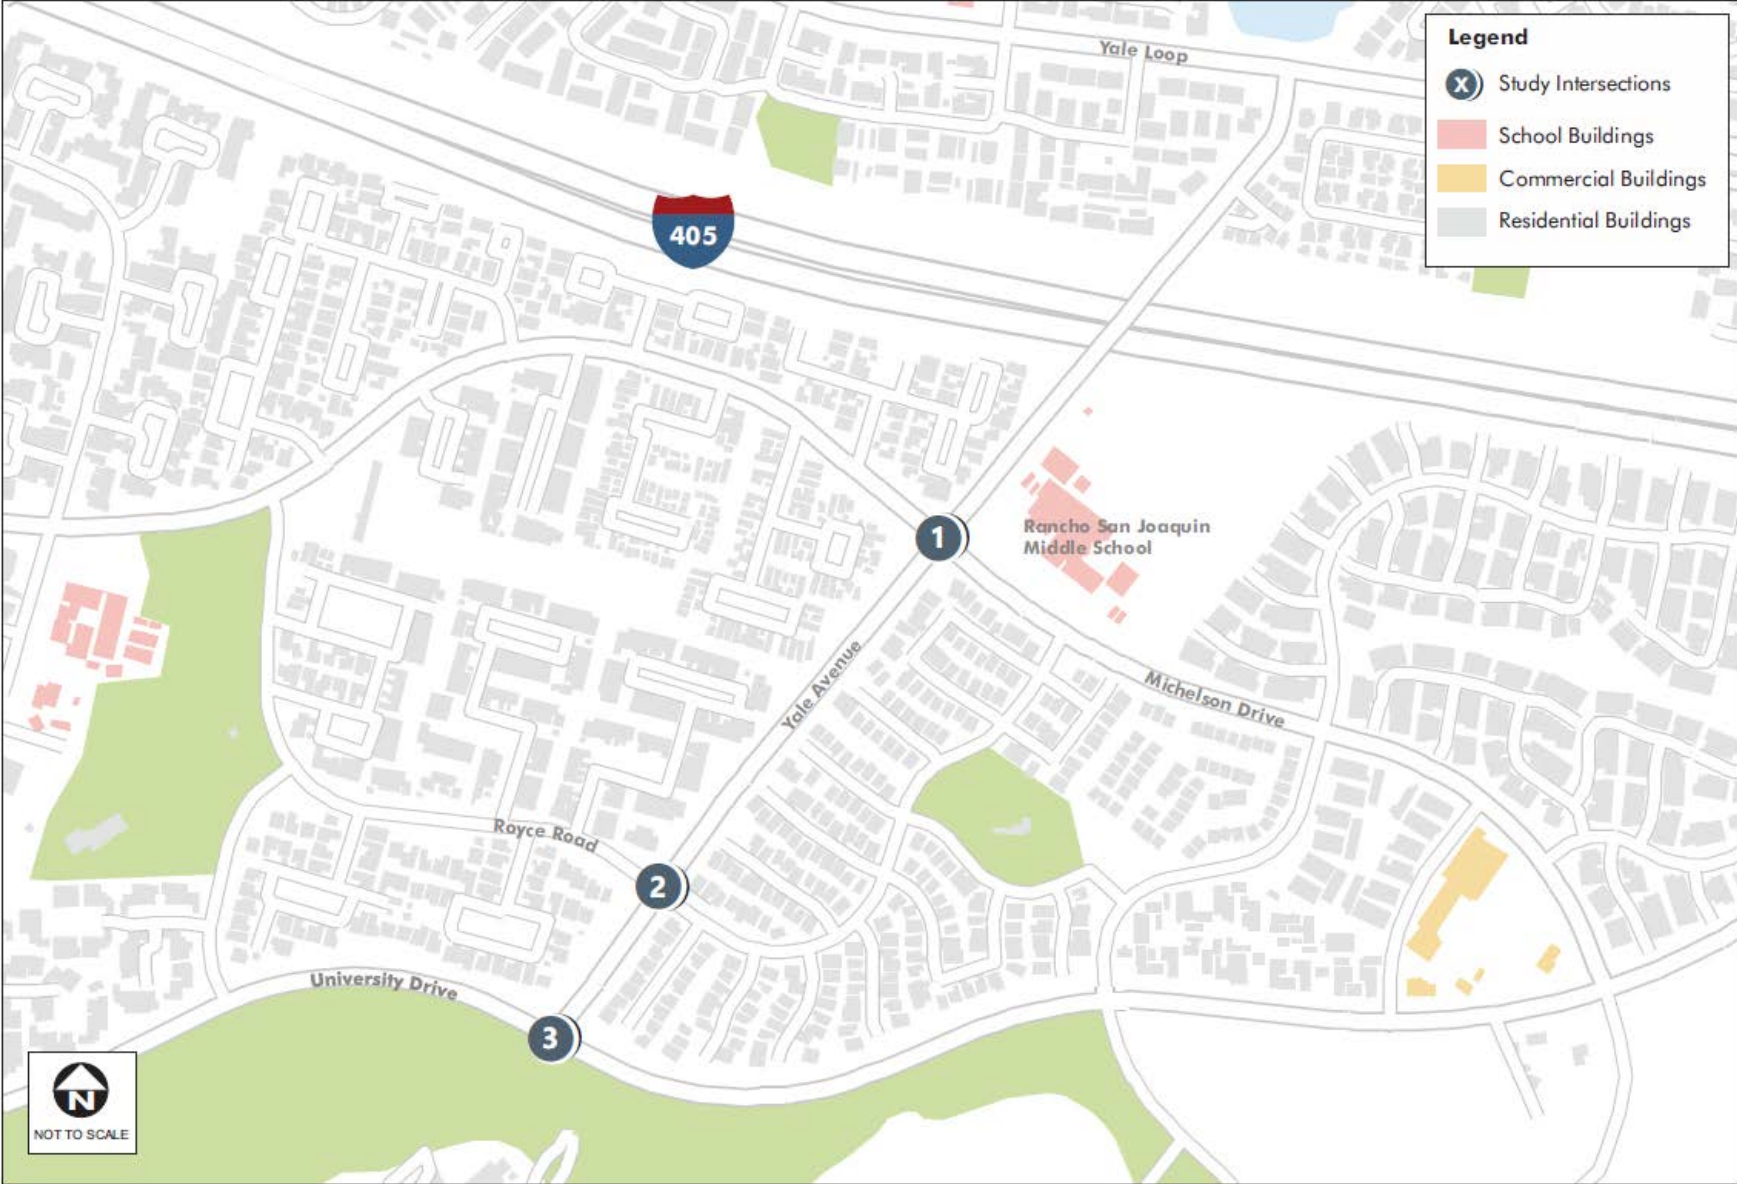 Yale Loop
Legend
X Study Intersections
School Buildings
Commercial Buildings
Residential Buildings
405
1
Rancho San Joaquin
Middle School
Yale Avenue
Michelson Drive
Royce Road
2
University Drive
3
N
NOT TO SCALE